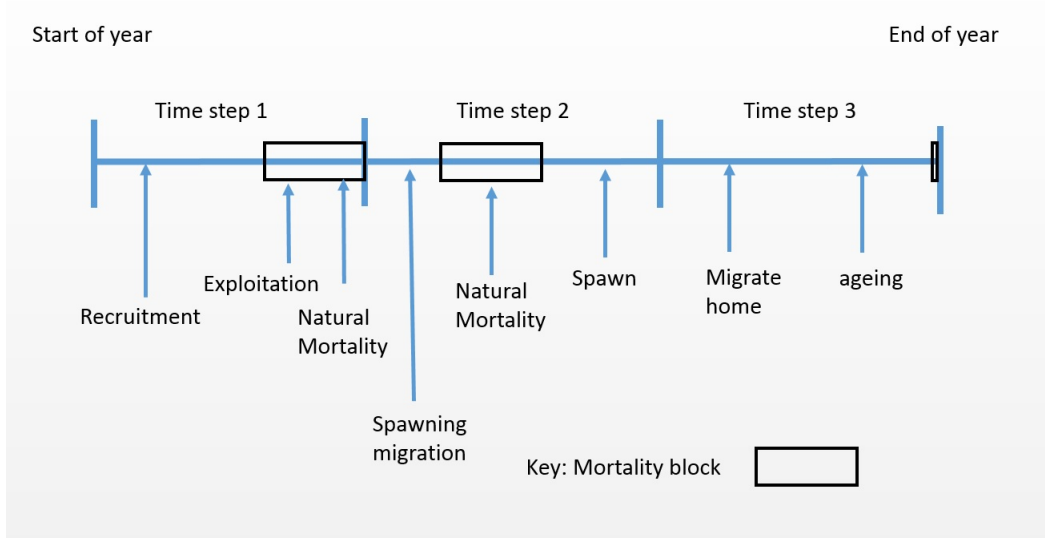 Start of year
End of year
Time step 1
Time step 2
Time step 3
Recruitment
Exploitation
Natural
Mortality
Spawning
migration
Natural
Mortality
Spawn
Migrate
home
ageing
Key: Mortality block